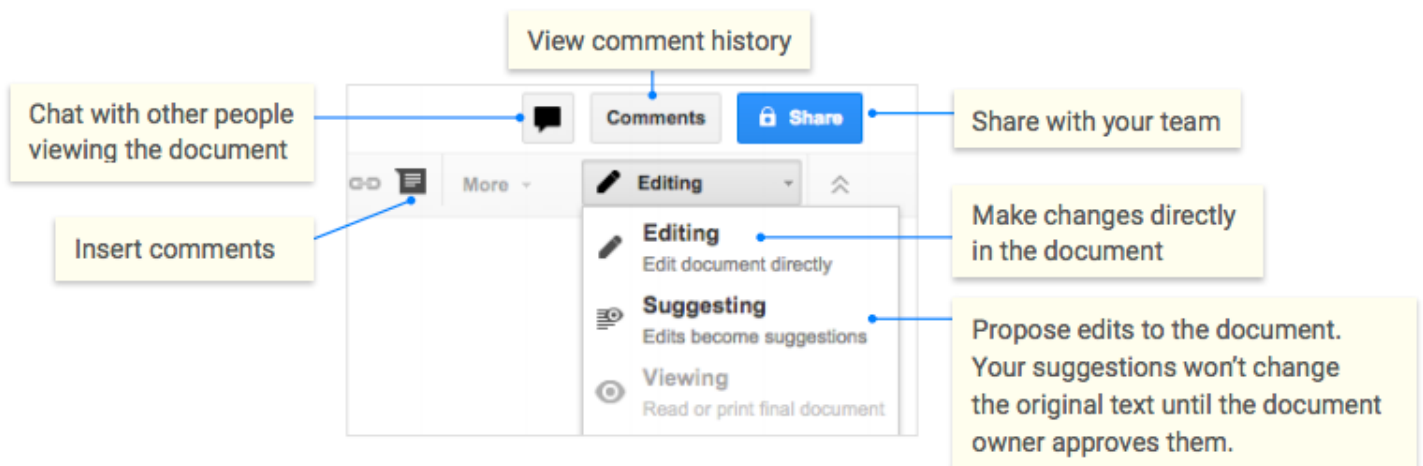 View comment history
Chat with other people
viewing the document
Comments
Share
Share with your team
More
Editing
Insert comments
Editing
Edit document directly
Make changes directly
in the document
Suggesting
Edits become suggestions
Propose edits to the document.
Your suggestions won't change
the original text until the document
owner approves them.
Viewing
Read or print final document